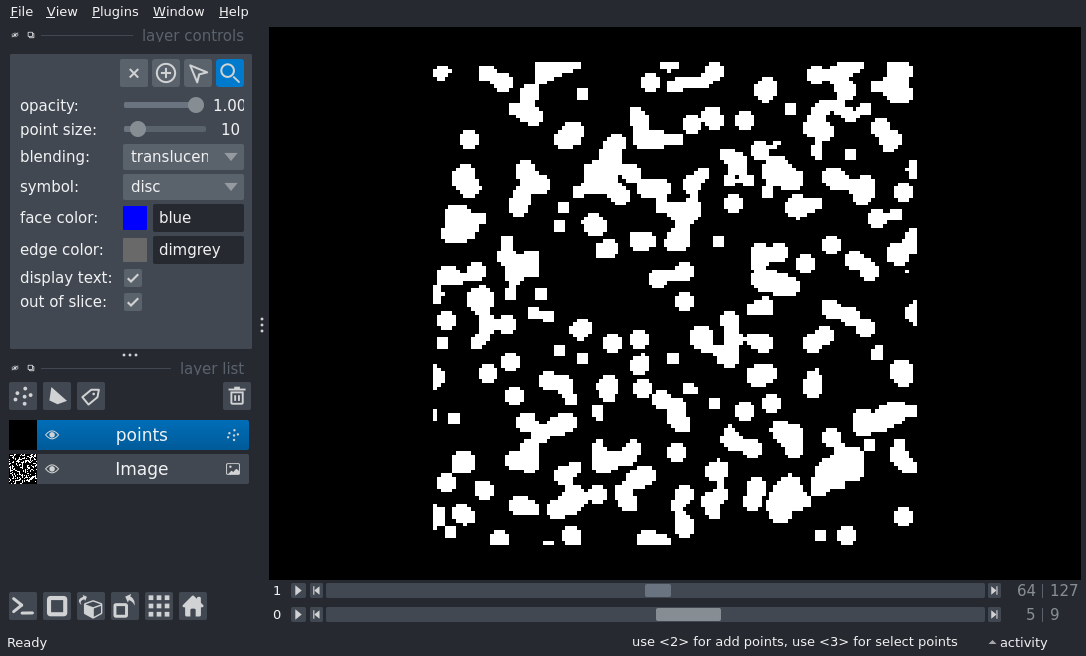 File View Plugins Window Help
layer controls
opacity: 1.00
point size: 10
blending: translucen
symbol: disc
face color: blue
edge color: dimgrey
display text:
out of slice:
layer list
points
Image
1 64 | 127
0 5 | 9
Ready use <2> for add points, use <3> for select points activity